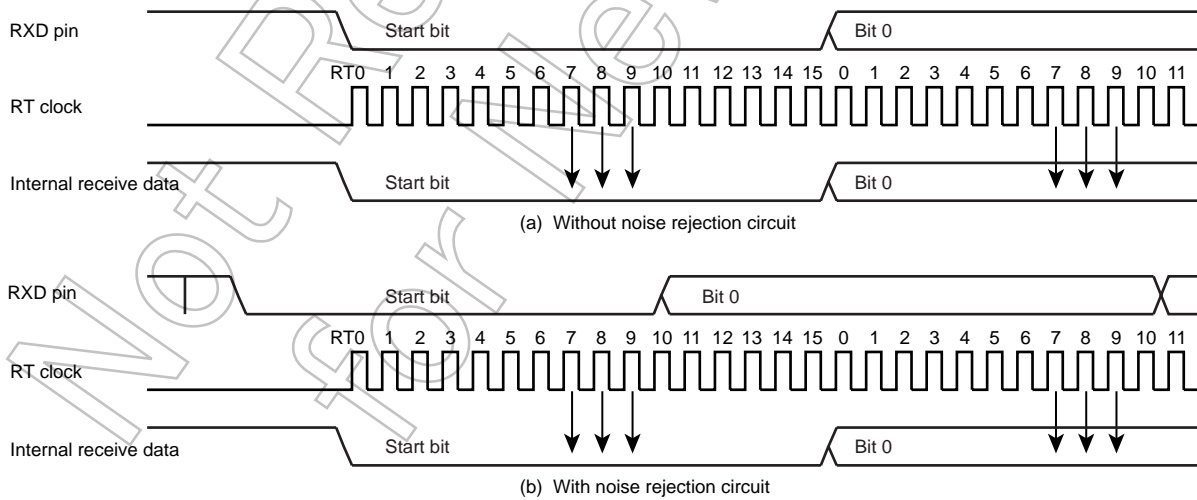 RXD pin Start bit Bit 0
RT0 1 2 3 4 5 6 7 8 9 10 11 12 13 14 15 0 1 2 3 4 5 6 7 8 9 10 11
RT clock
Internal receive data Start bit Bit 0
(a) Without noise rejection circuit
RXD pin Start bit Bit 0
RT0 1 2 3 4 5 6 7 8 9 10 11 12 13 14 15 0 1 2 3 4 5 6 7 8 9 10 11
RT clock
Internal receive data Start bit Bit 0
(b) With noise rejection circuit
Not Re
for New